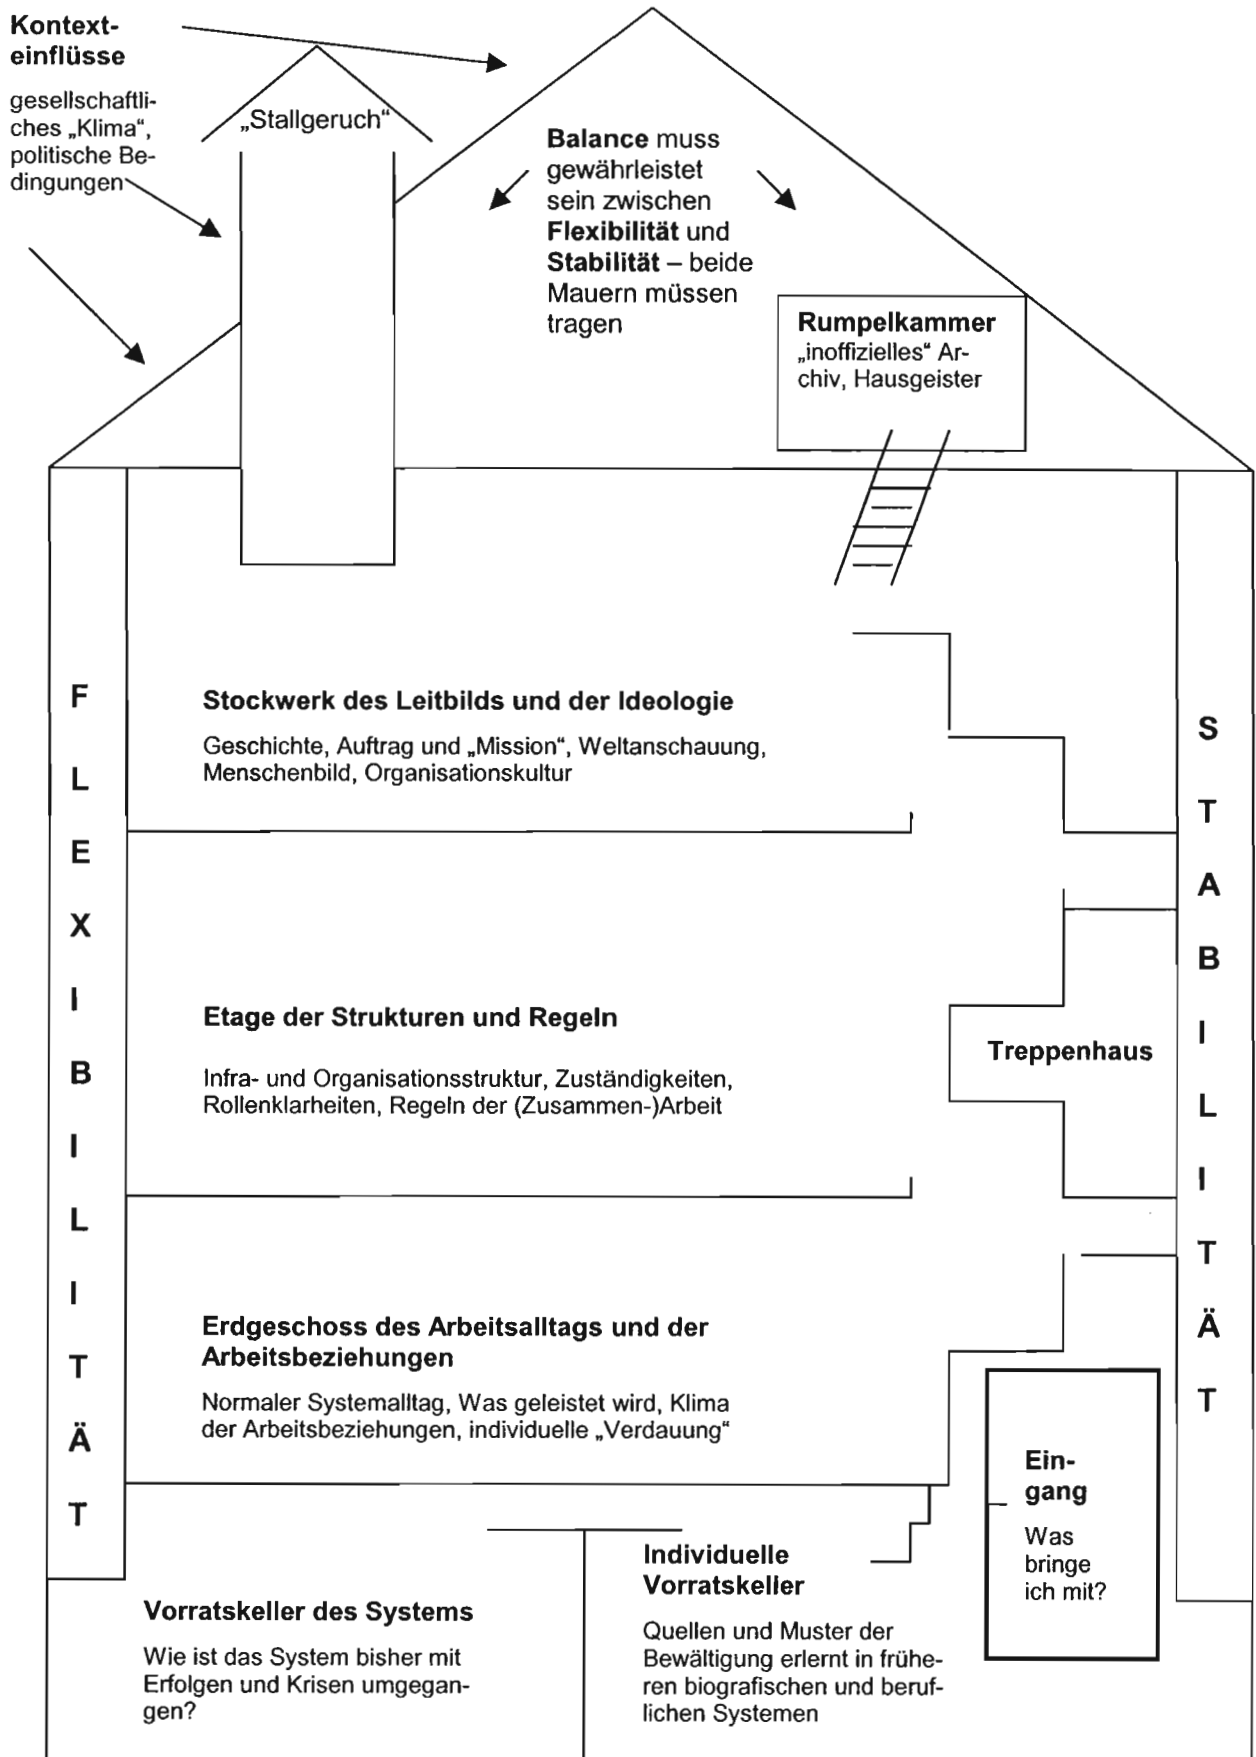 Kontext-
einflüsse
gesellschaftli-
ches „Klima“,
politische Be-
dingungen
„Stallgeruch“
Balance muss
gewährleistet
sein zwischen
Flexibilität und
Stabilität – beide
Mauern müssen
tragen
Rumpelkammer
„inoffizielles“ Ar-
chiv, Hausgeister
FLEXIBILITÄT
STABILITÄT
Stockwerk des Leitbilds und der Ideologie
Geschichte, Auftrag und „Mission“, Weltanschauung,
Menschenbild, Organisationskultur
Etage der Strukturen und Regeln
Infra- und Organisationsstruktur, Zuständigkeiten,
Rollenklarheiten, Regeln der (Zusammen-)Arbeit
Treppenhaus
Erdgeschoss des Arbeitsalltags und der
Arbeitsbeziehungen
Normaler Systemalltag, Was geleistet wird, Klima
der Arbeitsbeziehungen, individuelle „Verdauung“
Ein-
gang
Was
bringe
ich mit?
Vorratskeller des Systems
Wie ist das System bisher mit
Erfolgen und Krisen umgegan-
gen?
Individuelle
Vorratskeller
Quellen und Muster der
Bewältigung erlernt in frühe-
ren biografischen und beruf-
lichen Systemen